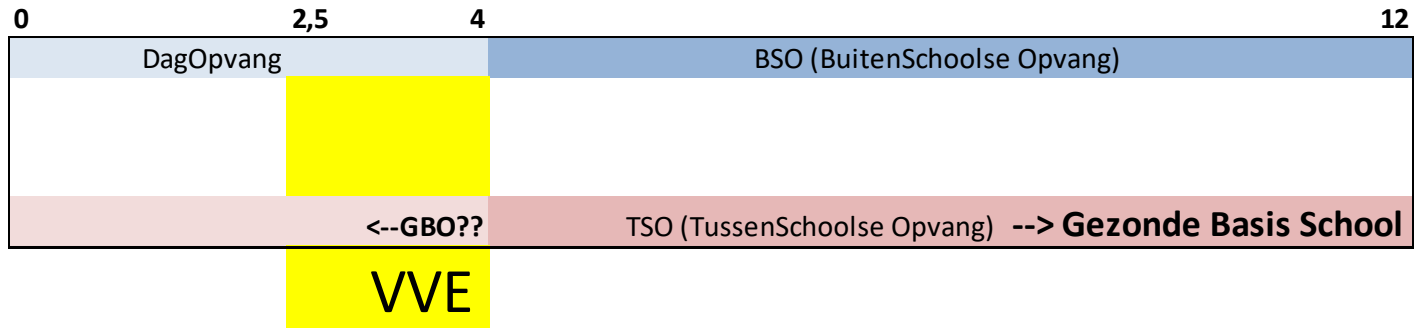 0 2,5 4 12
DagOpvang BSO (BuitenSchoolse Opvang)
<--GBO?? TSO (TussenSchoolse Opvang) --> Gezonde Basis School
VVE